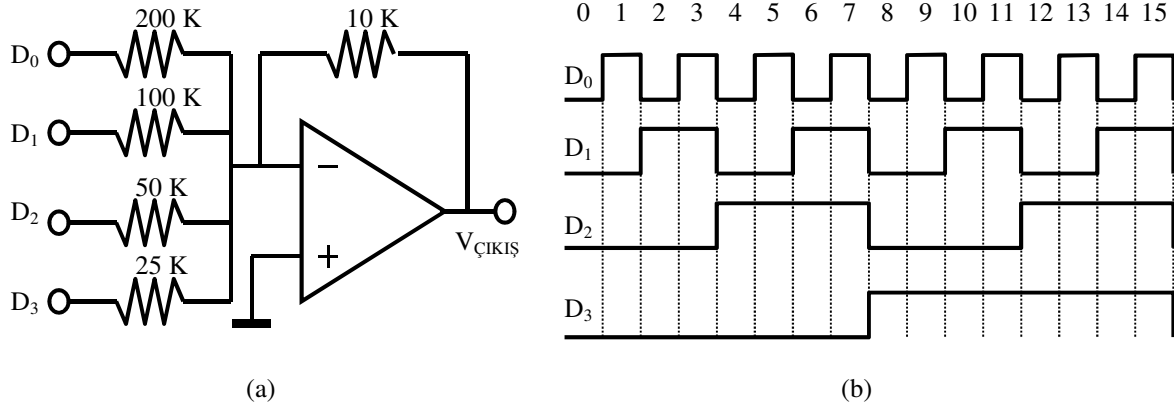 200 K
D₀
100 K
D₁
50 K
D₂
25 K
D₃
10 K
−
+
V_ÇIKIŞ
(a)
0 1 2 3 4 5 6 7 8 9 10 11 12 13 14 15
D₀
D₁
D₂
D₃
(b)